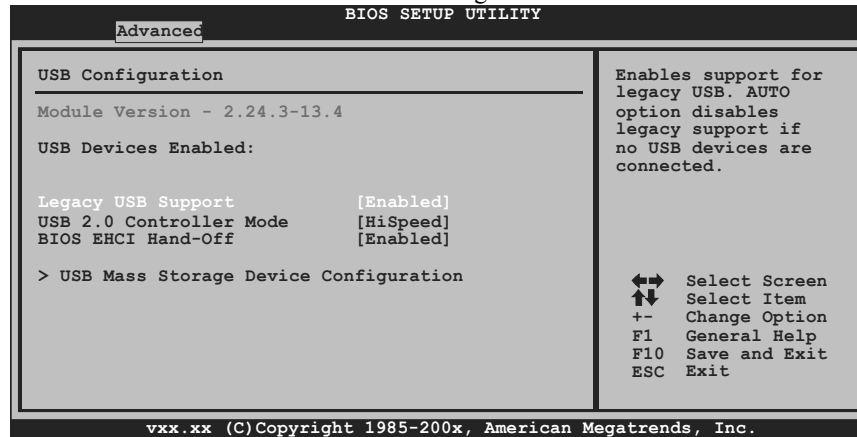 BIOS SETUP UTILITY
Advanced
USB Configuration
Module Version - 2.24.3-13.4
USB Devices Enabled:
Legacy USB Support [Enabled]
USB 2.0 Controller Mode [HiSpeed]
BIOS EHCI Hand-Off [Enabled]
> USB Mass Storage Device Configuration
Enables support for
legacy USB. AUTO
option disables
legacy support if
no USB devices are
connected.
Select Screen
Select Item
+- Change Option
F1 General Help
F10 Save and Exit
ESC Exit
vxx.xx (C)Copyright 1985-200x, American Megatrends, Inc.